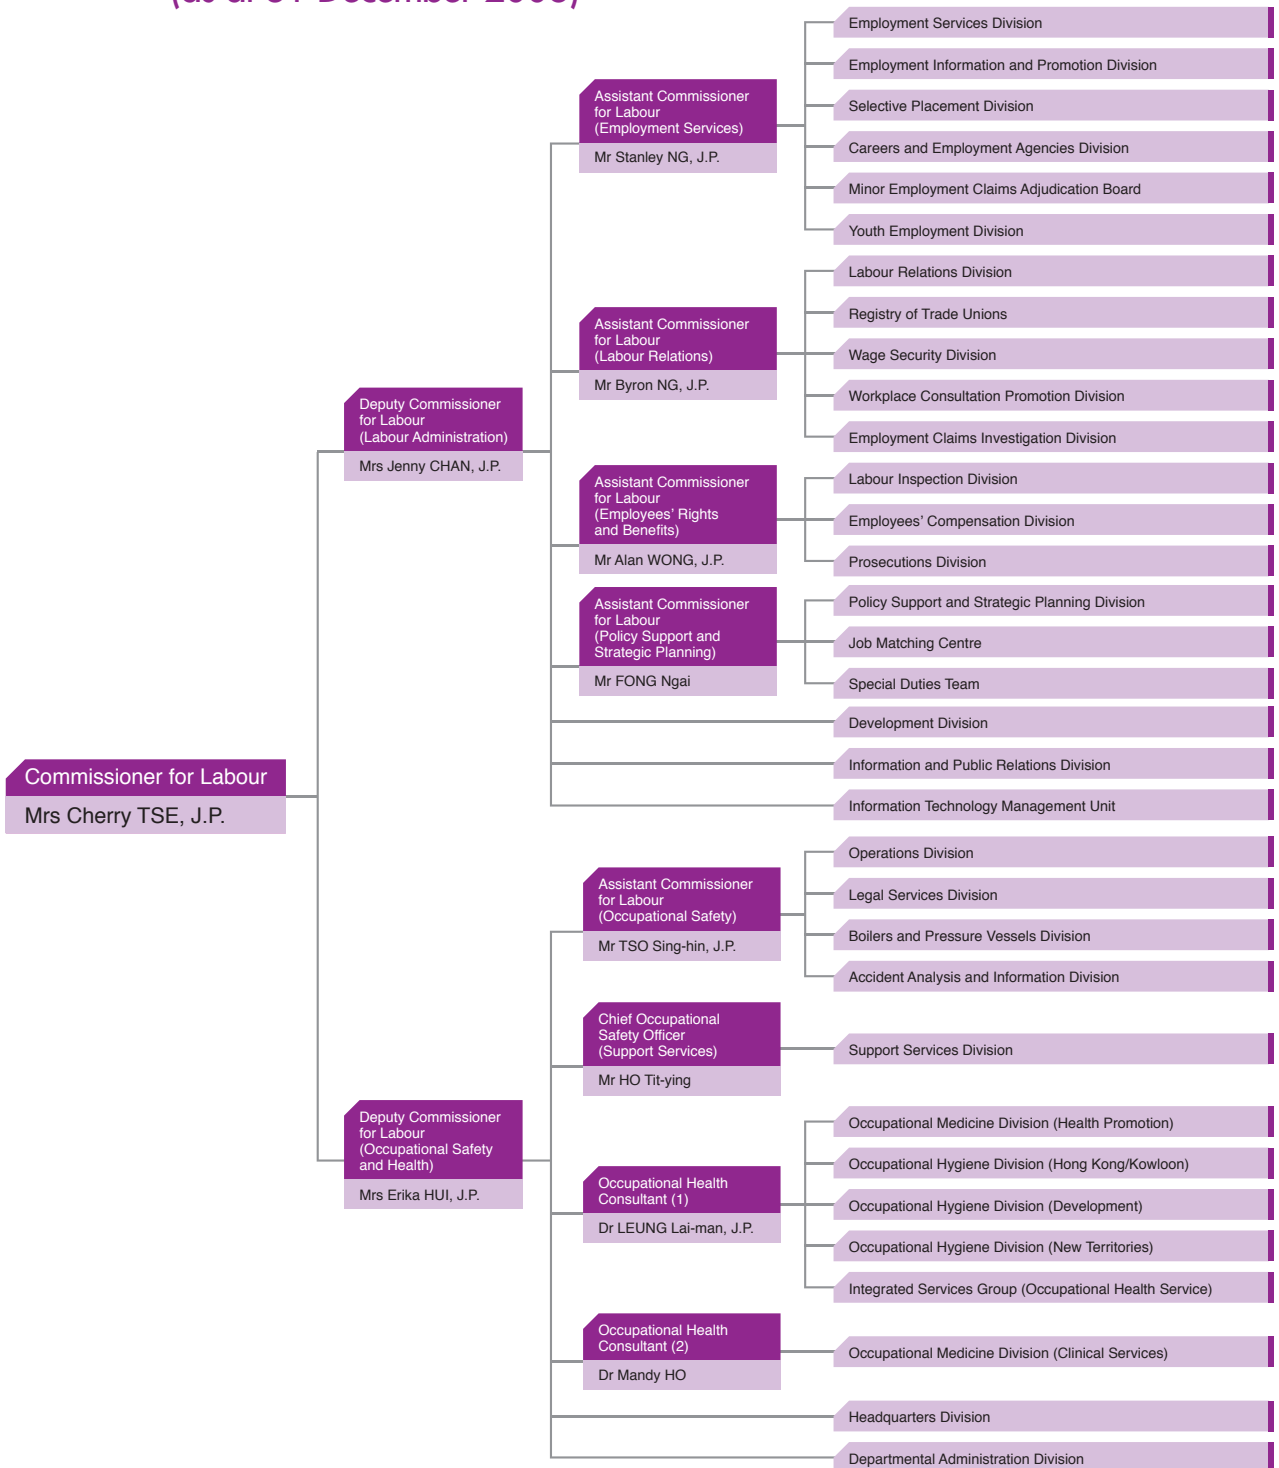 Employment Services Division
Employment Information and Promotion Division
Assistant Commissioner
for Labour
(Employment Services)
Mr Stanley NG, J.P.
Selective Placement Division
Careers and Employment Agencies Division
Minor Employment Claims Adjudication Board
Youth Employment Division
Assistant Commissioner
for Labour
(Labour Relations)
Mr Byron NG, J.P.
Labour Relations Division
Registry of Trade Unions
Wage Security Division
Workplace Consultation Promotion Division
Employment Claims Investigation Division
Deputy Commissioner
for Labour
(Labour Administration)
Mrs Jenny CHAN, J.P.
Assistant Commissioner
for Labour
(Employees' Rights
and Benefits)
Mr Alan WONG, J.P.
Labour Inspection Division
Employees' Compensation Division
Prosecutions Division
Assistant Commissioner
for Labour
(Policy Support and
Strategic Planning)
Mr FONG Ngai
Policy Support and Strategic Planning Division
Job Matching Centre
Special Duties Team
Development Division
Information and Public Relations Division
Information Technology Management Unit
Commissioner for Labour
Mrs Cherry TSE, J.P.
Assistant Commissioner
for Labour
(Occupational Safety)
Mr TSO Sing-hin, J.P.
Operations Division
Legal Services Division
Boilers and Pressure Vessels Division
Accident Analysis and Information Division
Chief Occupational
Safety Officer
(Support Services)
Mr HO Tit-ying
Support Services Division
Deputy Commissioner
for Labour
(Occupational Safety
and Health)
Mrs Erika HUI, J.P.
Occupational Health
Consultant (1)
Dr LEUNG Lai-man, J.P.
Occupational Medicine Division (Health Promotion)
Occupational Hygiene Division (Hong Kong/Kowloon)
Occupational Hygiene Division (Development)
Occupational Hygiene Division (New Territories)
Integrated Services Group (Occupational Health Service)
Occupational Health
Consultant (2)
Dr Mandy HO
Occupational Medicine Division (Clinical Services)
Headquarters Division
Departmental Administration Division